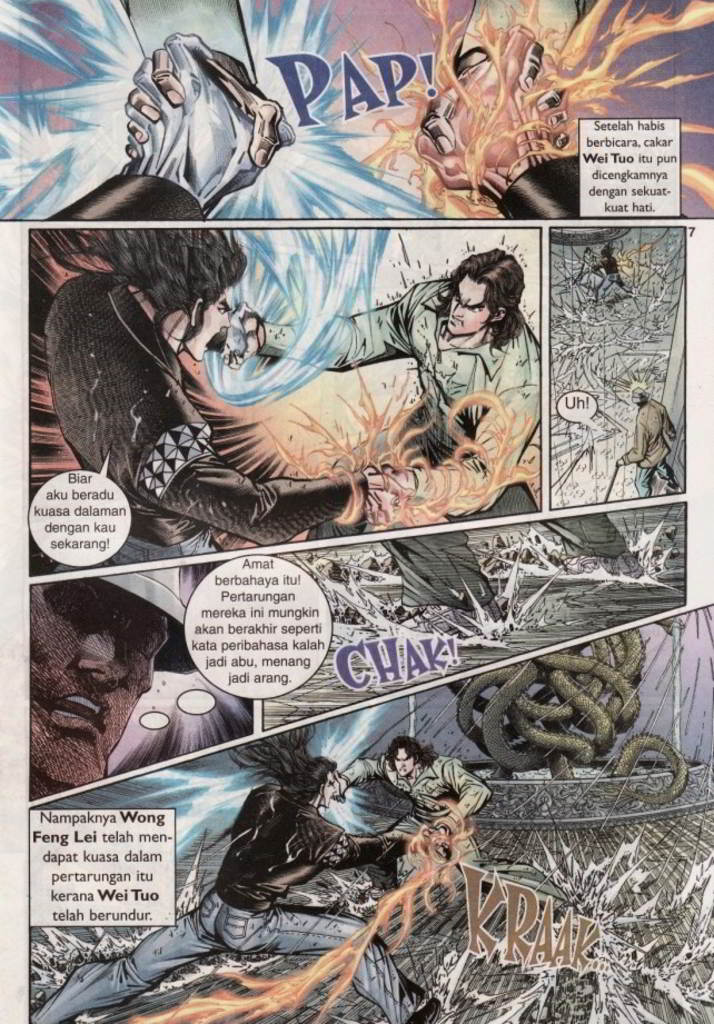 PAP!
Setelah habis
berbicara, cakar
Wei Tuo itu pun
dicengkamnya
dengan sekuat-
kuat hati.
7
Biar
aku beradu
kuasa dalaman
dengan kau
sekarang!
Uh!
Amat
berbahaya itu!
Pertarungan
mereka ini mungkin
akan berakhir seperti
kata peribahasa kalah
jadi abu, menang
jadi arang.
CHAK!
Nampaknya Wong
Feng Lei telah men-
dapat kuasa dalam
pertarungan itu
kerana Wei Tuo
telah berundur.
KRAAK...